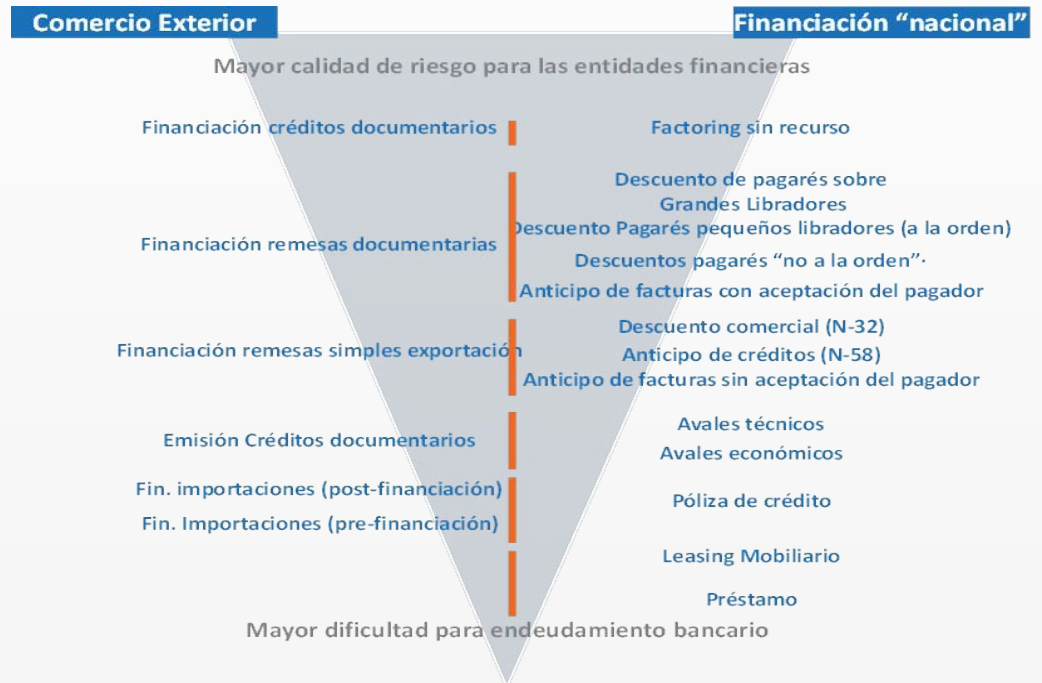 Comercio Exterior
Financiación “nacional”
Mayor calidad de riesgo para las entidades financieras
Financiación créditos documentarios
Factoring sin recurso
Descuento de pagarés sobre
Grandes Libradores
Descuento Pagarés pequeños libradores (a la orden)
Financiación remesas documentarias
Descuentos pagarés “no a la orden”·
Anticipo de facturas con aceptación del pagador
Descuento comercial (N-32)
Financiación remesas simples exportación
Anticipo de créditos (N-58)
Anticipo de facturas sin aceptación del pagador
Avales técnicos
Emisión Créditos documentarios
Avales económicos
Fin. importaciones (post-financiación)
Póliza de crédito
Fin. Importaciones (pre-financiación)
Leasing Mobiliario
Préstamo
Mayor dificultad para endeudamiento bancario